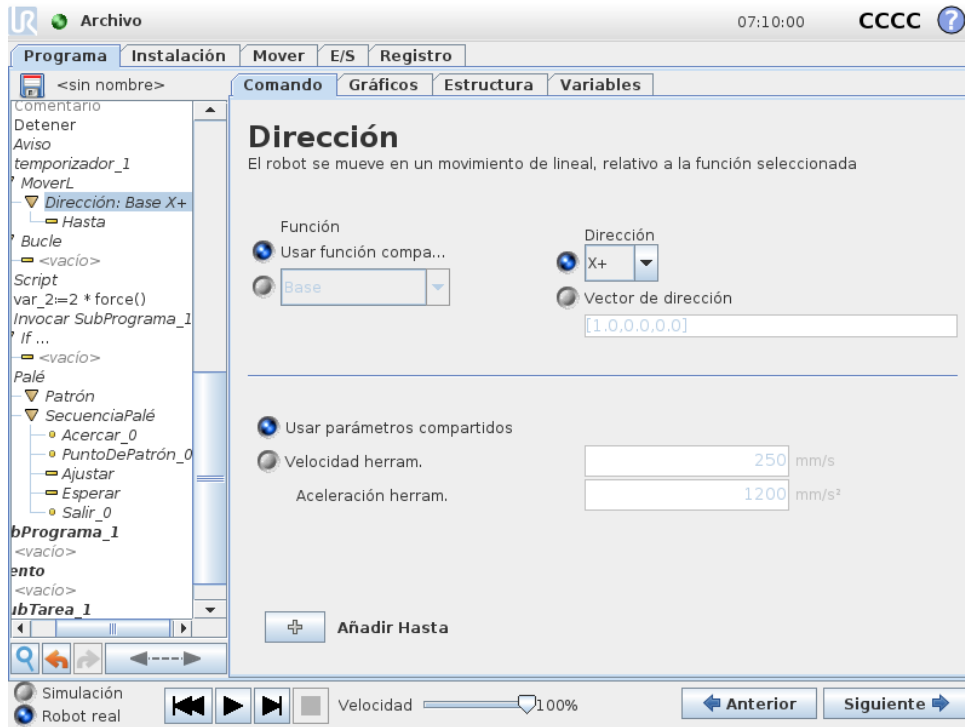 UR Archivo 07:10:00 CCCC ?
Programa Instalación Mover E/S Registro
<sin nombre> Comando Gráficos Estructura Variables
Comentario
Detener
Aviso
temporizador_1
MoverL
Dirección: Base X+
Hasta
Bucle
<vacío>
Script
var_2:=2 * force()
Invocar SubPrograma_1
If ...
<vacío>
Palé
Patrón
SecuenciaPalé
Acercar_0
PuntoDePatrón_0
Ajustar
Esperar
Salir_0
bPrograma_1
<vacío>
ento
<vacío>
ubTarea_1
Dirección
El robot se mueve en un movimiento de lineal, relativo a la función seleccionada
Función
Usar función compa...
Base
Dirección
X+
Vector de dirección
[1.0,0.0,0.0]
Usar parámetros compartidos
Velocidad herram. 250 mm/s
Aceleración herram. 1200 mm/s²
Añadir Hasta
Simulación
Robot real
Velocidad 100%
Anterior Siguiente